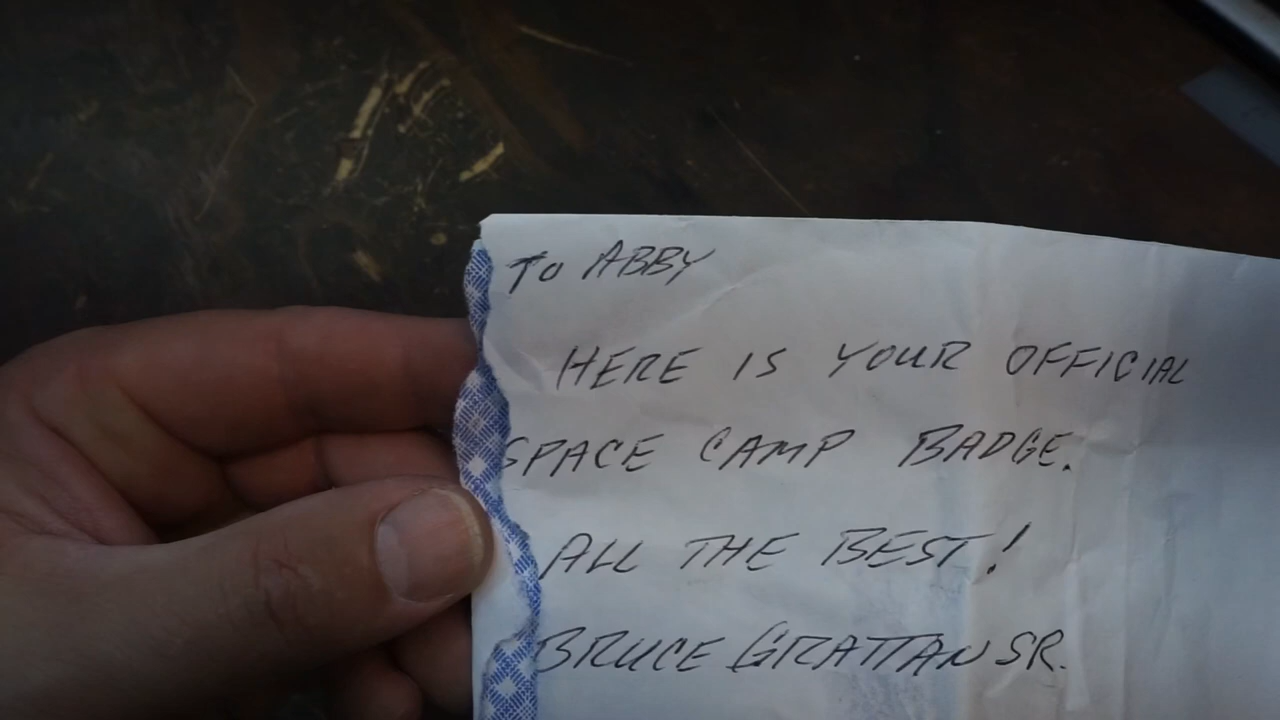 To ABBY
HERE IS YOUR OFFICIAL
SPACE CAMP BADGE.
ALL THE BEST!
BRUCE GRATTAN SR.